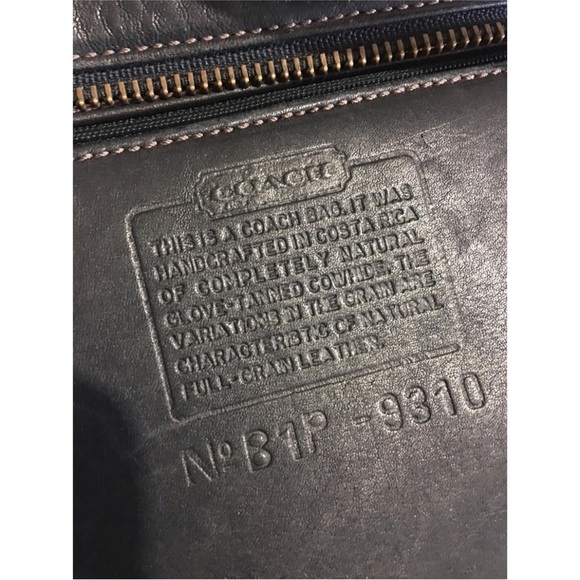 COACH
THIS IS A COACH BAG. IT WAS
HANDCRAFTED IN COSTA RICA
OF COMPLETELY NATURAL
GLOVE-TANNED COWHIDE. THE
VARIATIONS IN THE GRAIN ARE
CHARACTERISTIC OF NATURAL
FULL-GRAIN LEATHER.
Nº B1P-9310